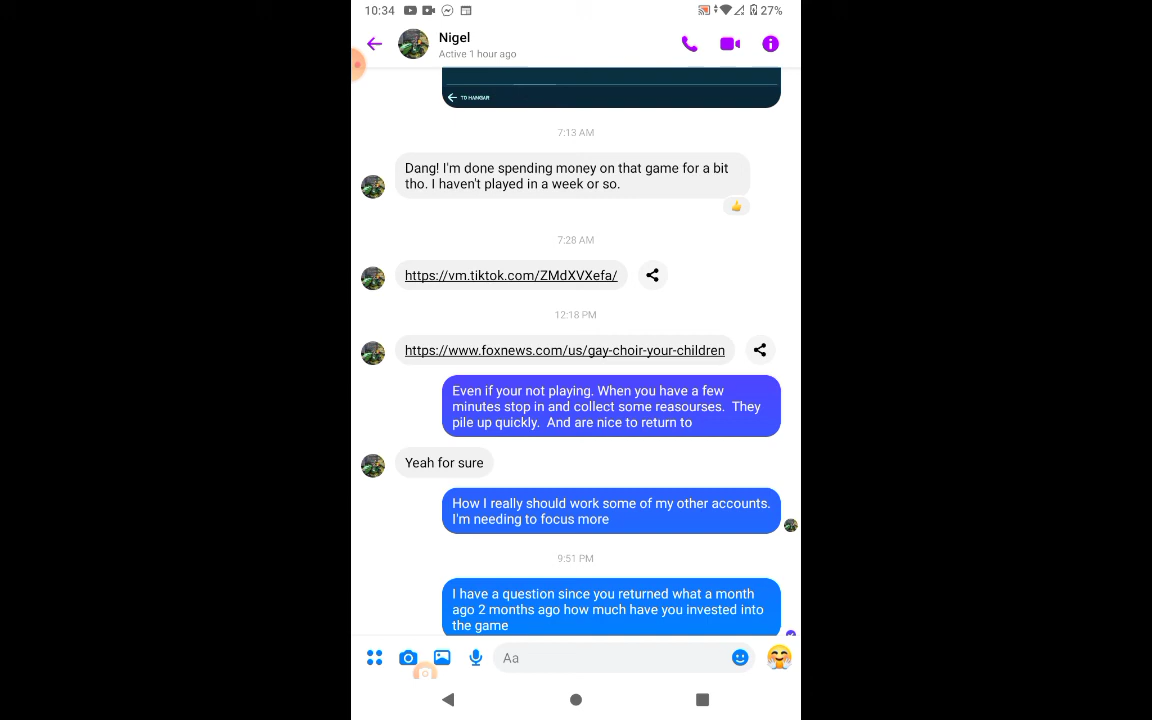 10:34
27%
Nigel
Active 1 hour ago
TO HANGAR
7:13 AM
Dang! I'm done spending money on that game for a bit
tho. I haven't played in a week or so.
7:28 AM
https://vm.tiktok.com/ZMdXVXefa/
12:18 PM
https://www.foxnews.com/us/gay-choir-your-children
Even if your not playing. When you have a few
minutes stop in and collect some reasourses. They
pile up quickly. And are nice to return to
Yeah for sure
How I really should work some of my other accounts.
I'm needing to focus more
9:51 PM
I have a question since you returned what a month
ago 2 months ago how much have you invested into
the game
Aa